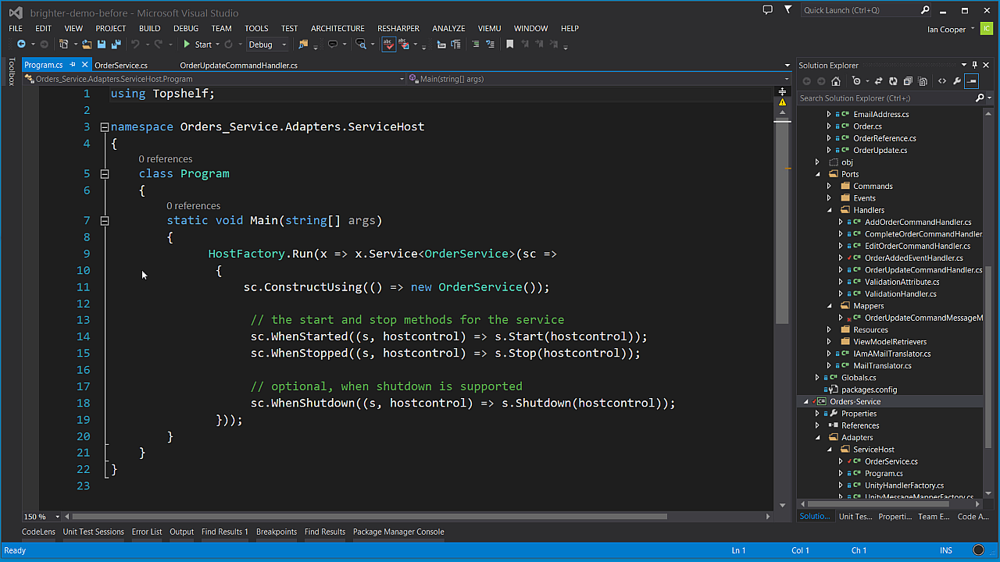 brighter-demo-before - Microsoft Visual Studio
Quick Launch (Ctrl+Q)
FILE EDIT VIEW PROJECT BUILD DEBUG TEAM TOOLS TEST ARCHITECTURE RESHARPER ANALYZE VIEMU WINDOW HELP
Ian Cooper IC
Start Debug
Toolbox
Program.cs OrderService.cs OrderUpdateCommandHandler.cs
Orders_Service.Adapters.ServiceHost.Program Main(string[] args)
1 using Topshelf;
2
3 namespace Orders_Service.Adapters.ServiceHost
4 {
0 references
5 class Program
6 {
0 references
7 static void Main(string[] args)
8 {
9 HostFactory.Run(x => x.Service<OrderService>(sc =>
10 {
11 sc.ConstructUsing(() => new OrderService());
12
13 // the start and stop methods for the service
14 sc.WhenStarted((s, hostcontrol) => s.Start(hostcontrol));
15 sc.WhenStopped((s, hostcontrol) => s.Stop(hostcontrol));
16
17 // optional, when shutdown is supported
18 sc.WhenShutdown((s, hostcontrol) => s.Shutdown(hostcontrol));
19 }));
20 }
21 }
22 }
23
150 %
Solution Explorer
Search Solution Explorer (Ctrl+;)
EmailAddress.cs
Order.cs
OrderReference.cs
OrderUpdate.cs
obj
Ports
Commands
Events
Handlers
AddOrderCommandHandler.cs
CompleteOrderCommandHandler
EditOrderCommandHandler.cs
OrderAddedEventHandler.cs
OrderUpdateCommandHandler.cs
ValidationAttribute.cs
ValidationHandler.cs
Mappers
OrderUpdateCommandMessageM
Resources
ViewModelRetrievers
IAmAMailTranslator.cs
MailTranslator.cs
Globals.cs
packages.config
Orders-Service
Properties
References
Adapters
ServiceHost
OrderService.cs
Program.cs
UnityHandlerFactory.cs
UnityMessageMapperFactory.cs
Solutio... Unit Tes... Properti... Team E... Code A...
CodeLens Unit Test Sessions Error List Output Find Results 1 Breakpoints Find Results Package Manager Console
Ready Ln 1 Col 1 Ch 1 INS